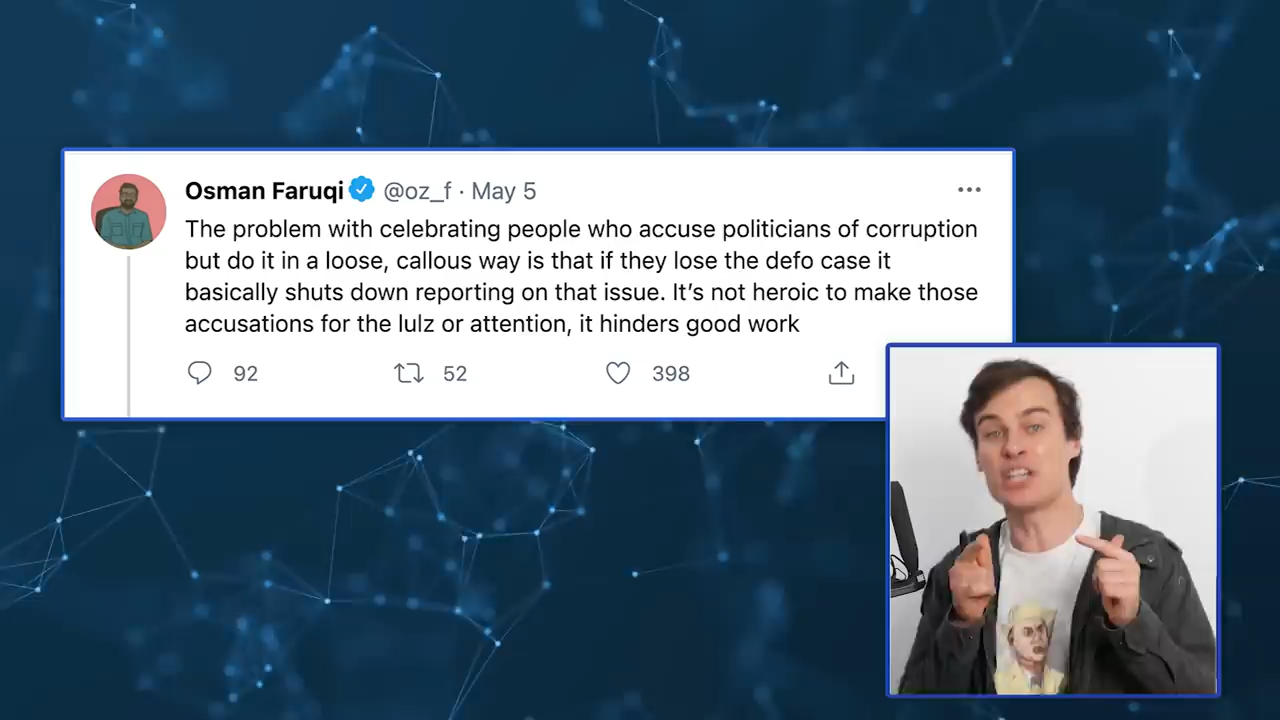 Osman Faruqi @oz_f · May 5
The problem with celebrating people who accuse politicians of corruption
but do it in a loose, callous way is that if they lose the defo case it
basically shuts down reporting on that issue. It’s not heroic to make those
accusations for the lulz or attention, it hinders good work
92 52 398